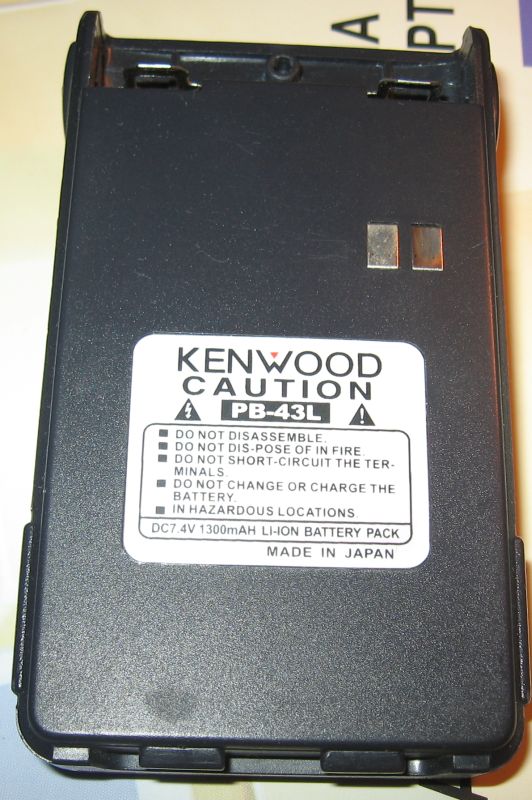 A
PT
KENWOOD
CAUTION
PB-43L
DO NOT DISASSEMBLE.
DO NOT DIS-POSE OF IN FIRE.
DO NOT SHORT-CIRCUIT THE TER-
MINALS.
DO NOT CHANGE OR CHARGE THE
BATTERY.
IN HAZARDOUS LOCATIONS.
DC7.4V 1300mAH LI-ION BATTERY PACK
MADE IN JAPAN